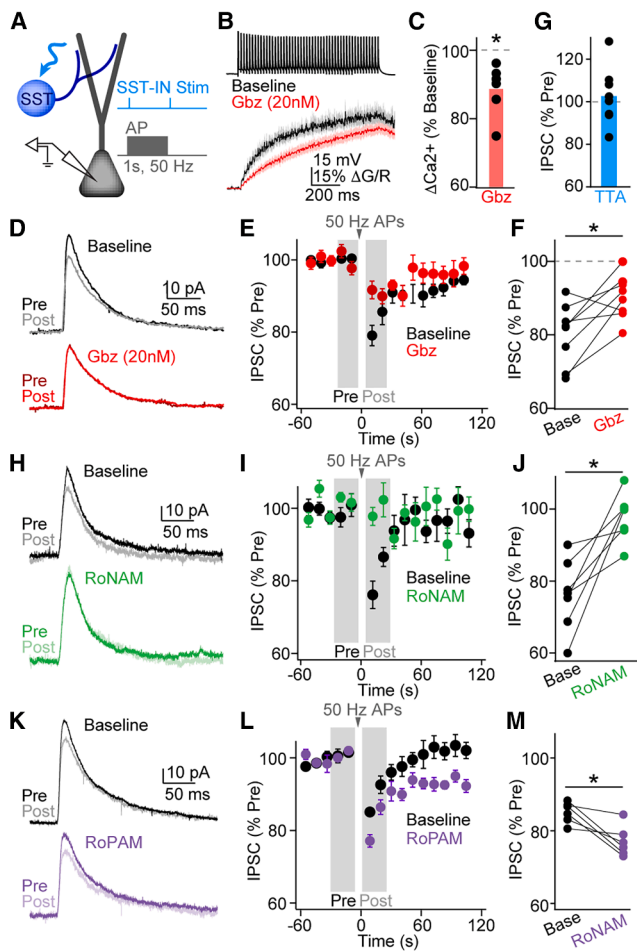 A
SST
SST-IN Stim
AP
1s, 50 Hz
B
Baseline
Gbz (20nM)
15 mV
15% ΔG/R
200 ms
C
ΔCa2+ (% Baseline)
100
80
60
*
Gbz
G
IPSC (% Pre)
120
100
80
60
TTA
D
Baseline
10 pA
50 ms
Pre
Post
Gbz (20nM)
Pre
Post
E
50 Hz APs
IPSC (% Pre)
100
80
60
Baseline
Gbz
Pre
Post
-60
0
60
120
Time (s)
F
*
IPSC (% Pre)
100
80
60
Base
Gbz
H
Baseline
10 pA
50 ms
Pre
Post
RoNAM
Pre
Post
I
50 Hz APs
IPSC (% Pre)
100
80
60
Baseline
RoNAM
Pre
Post
-60
0
60
120
Time (s)
J
*
IPSC (% Pre)
100
80
60
Base
RoNAM
K
Baseline
10 pA
50 ms
Pre
Post
RoPAM
Pre
Post
L
50 Hz APs
IPSC (% Pre)
100
80
60
Baseline
RoPAM
Pre
Post
-60
0
60
120
Time (s)
M
*
IPSC (% Pre)
100
80
60
Base
RoNAM